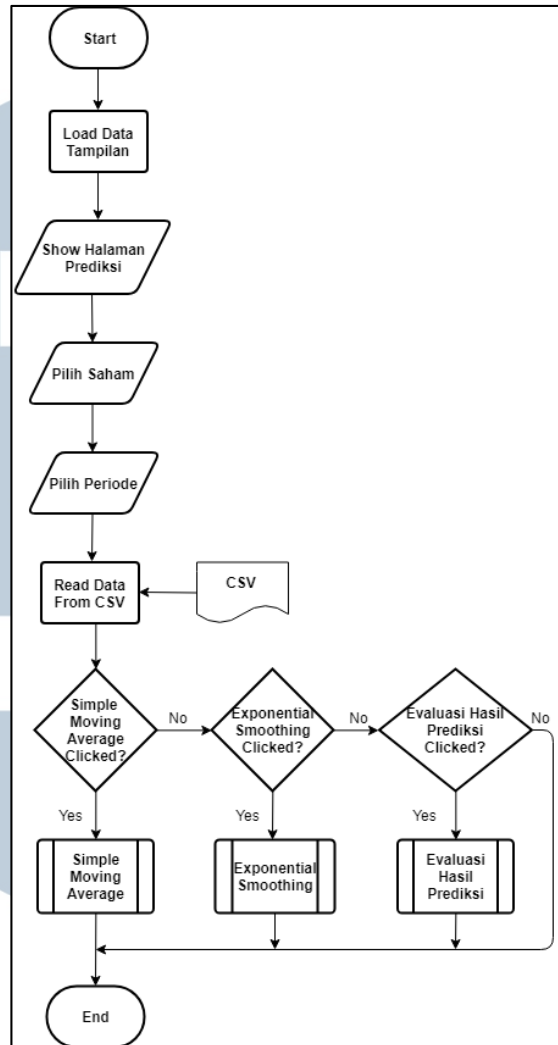 Start
Load Data
Tampilan
Show Halaman
Prediksi
Pilih Saham
Pilih Periode
Read Data
From CSV
CSV
Simple
Moving
Average
Clicked?
No
Exponential
Smoothing
Clicked?
No
Evaluasi Hasil
Prediksi
Clicked?
No
Yes
Yes
Yes
Simple
Moving
Average
Exponential
Smoothing
Evaluasi
Hasil
Prediksi
End